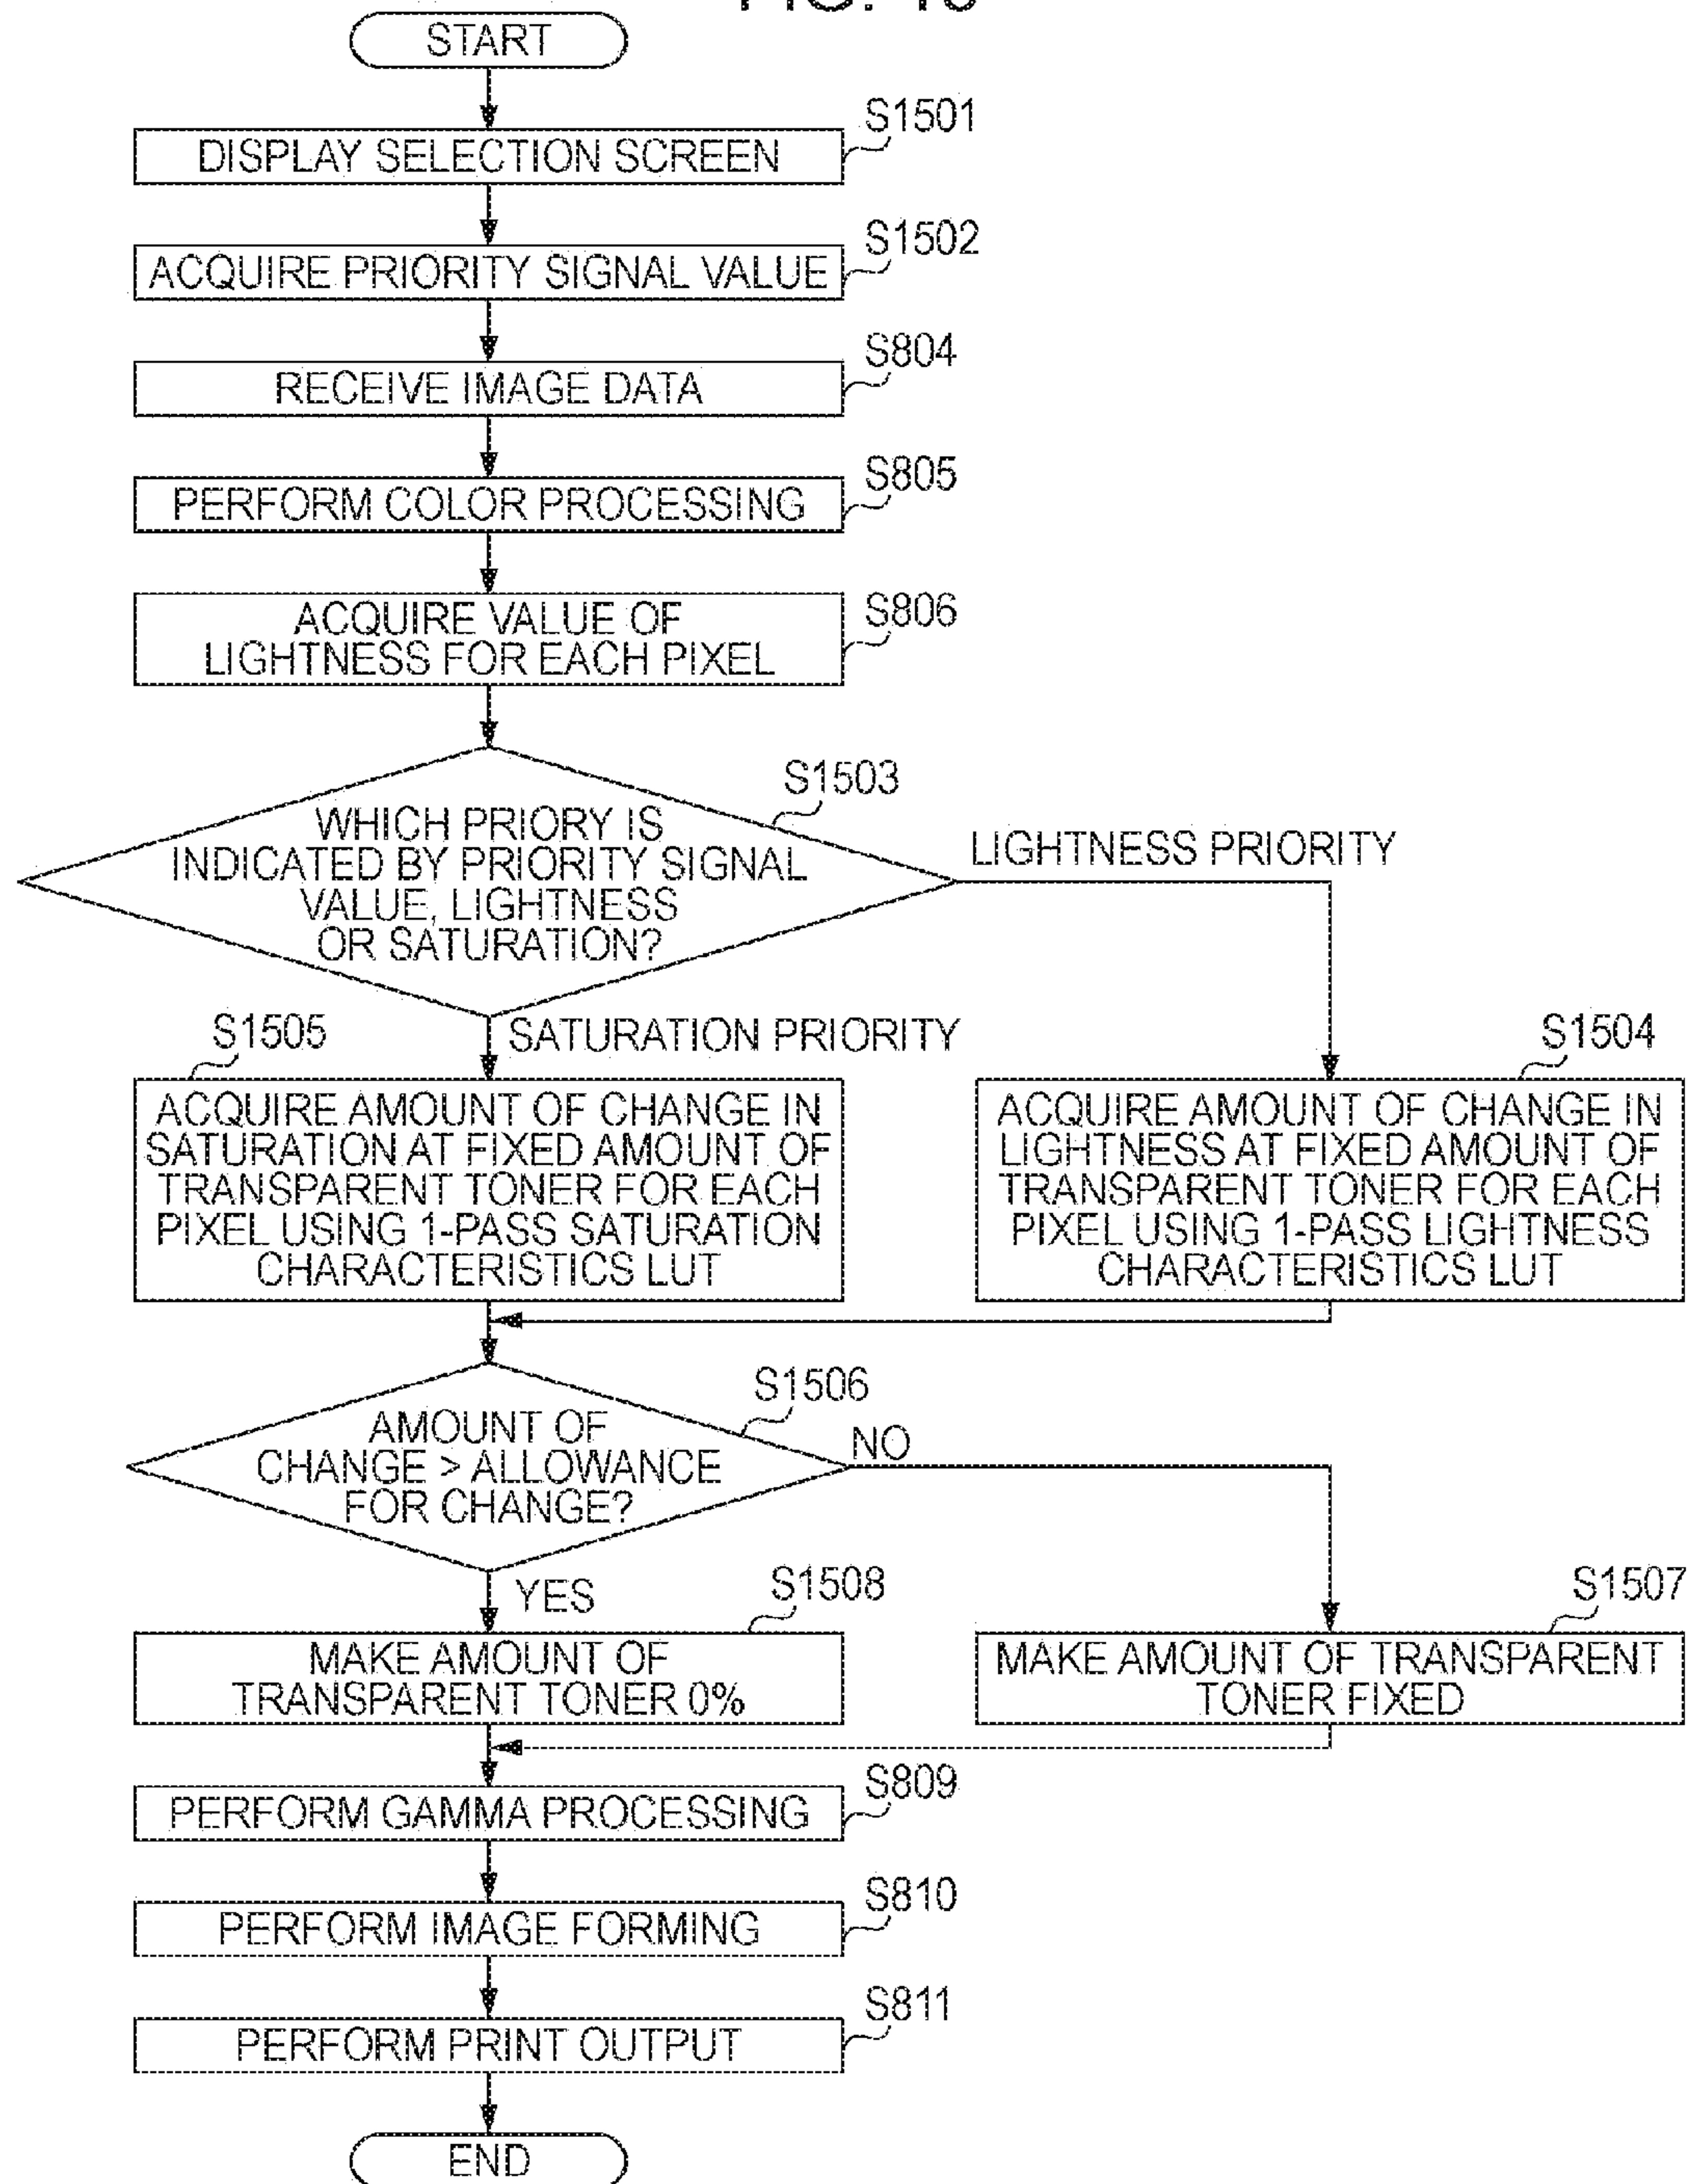 START
S1501
DISPLAY SELECTION SCREEN
S1502
ACQUIRE PRIORITY SIGNAL VALUE
S804
RECEIVE IMAGE DATA
S805
PERFORM COLOR PROCESSING
S806
ACQUIRE VALUE OF
LIGHTNESS FOR EACH PIXEL
S1503
WHICH PRIORY IS
INDICATED BY PRIORITY SIGNAL
VALUE, LIGHTNESS
OR SATURATION?
LIGHTNESS PRIORITY
SATURATION PRIORITY
S1505
ACQUIRE AMOUNT OF CHANGE IN
SATURATION AT FIXED AMOUNT OF
TRANSPARENT TONER FOR EACH
PIXEL USING 1-PASS SATURATION
CHARACTERISTICS LUT
S1504
ACQUIRE AMOUNT OF CHANGE IN
LIGHTNESS AT FIXED AMOUNT OF
TRANSPARENT TONER FOR EACH
PIXEL USING 1-PASS LIGHTNESS
CHARACTERISTICS LUT
S1506
AMOUNT OF
CHANGE > ALLOWANCE
FOR CHANGE?
NO
YES
S1508
MAKE AMOUNT OF
TRANSPARENT TONER 0%
S1507
MAKE AMOUNT OF TRANSPARENT
TONER FIXED
S809
PERFORM GAMMA PROCESSING
S810
PERFORM IMAGE FORMING
S811
PERFORM PRINT OUTPUT
END